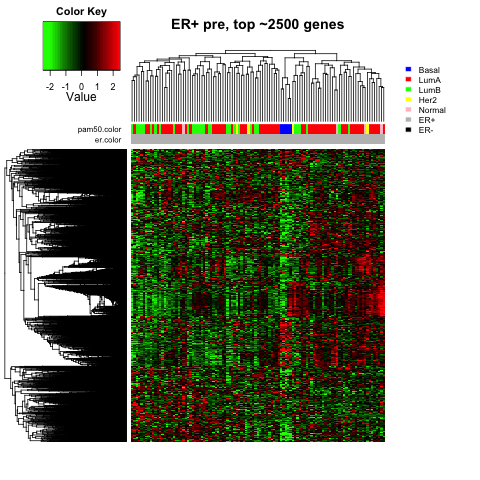 Color Key
-2 -1 0 1 2
Value
ER+ pre, top ~2500 genes
Basal
LumA
LumB
Her2
Normal
ER+
ER-
pam50.color
er.color